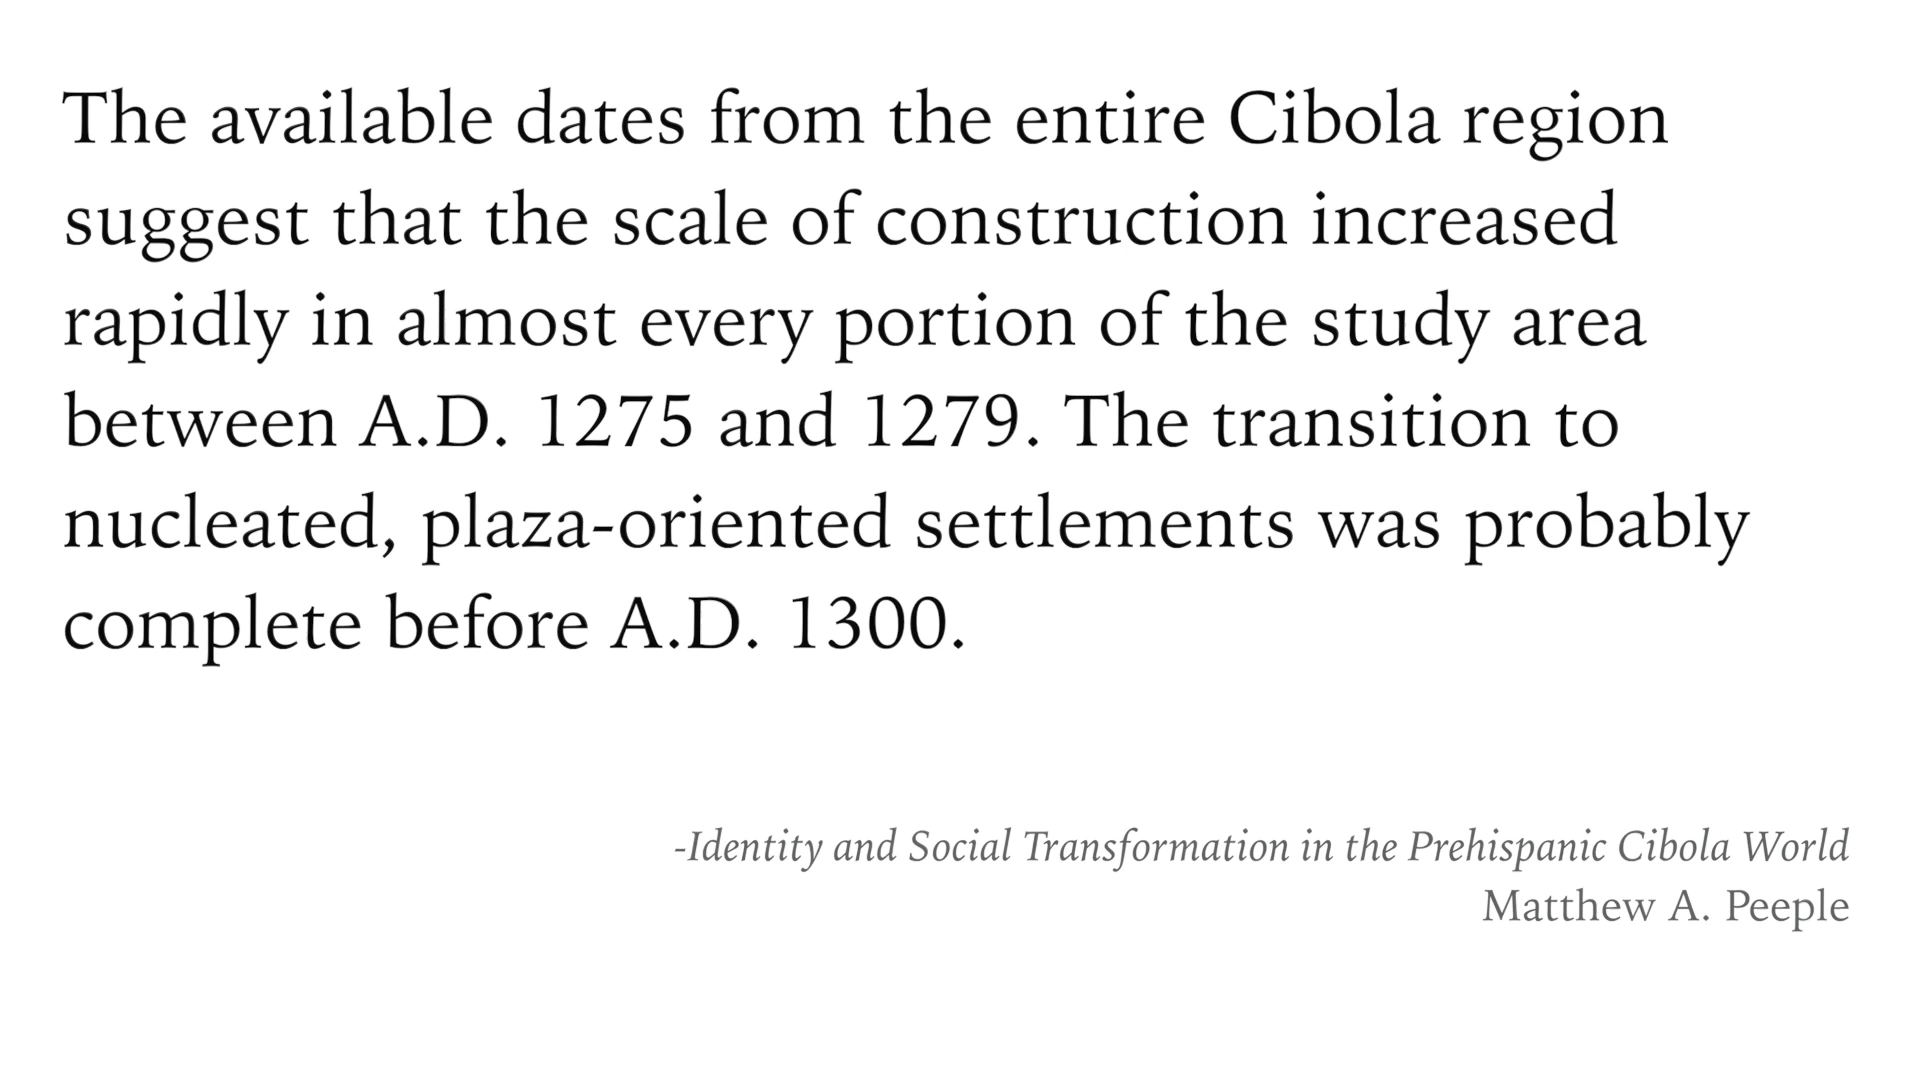 The available dates from the entire Cibola region
suggest that the scale of construction increased
rapidly in almost every portion of the study area
between A.D. 1275 and 1279. The transition to
nucleated, plaza-oriented settlements was probably
complete before A.D. 1300.
-Identity and Social Transformation in the Prehispanic Cibola World
Matthew A. Peeple